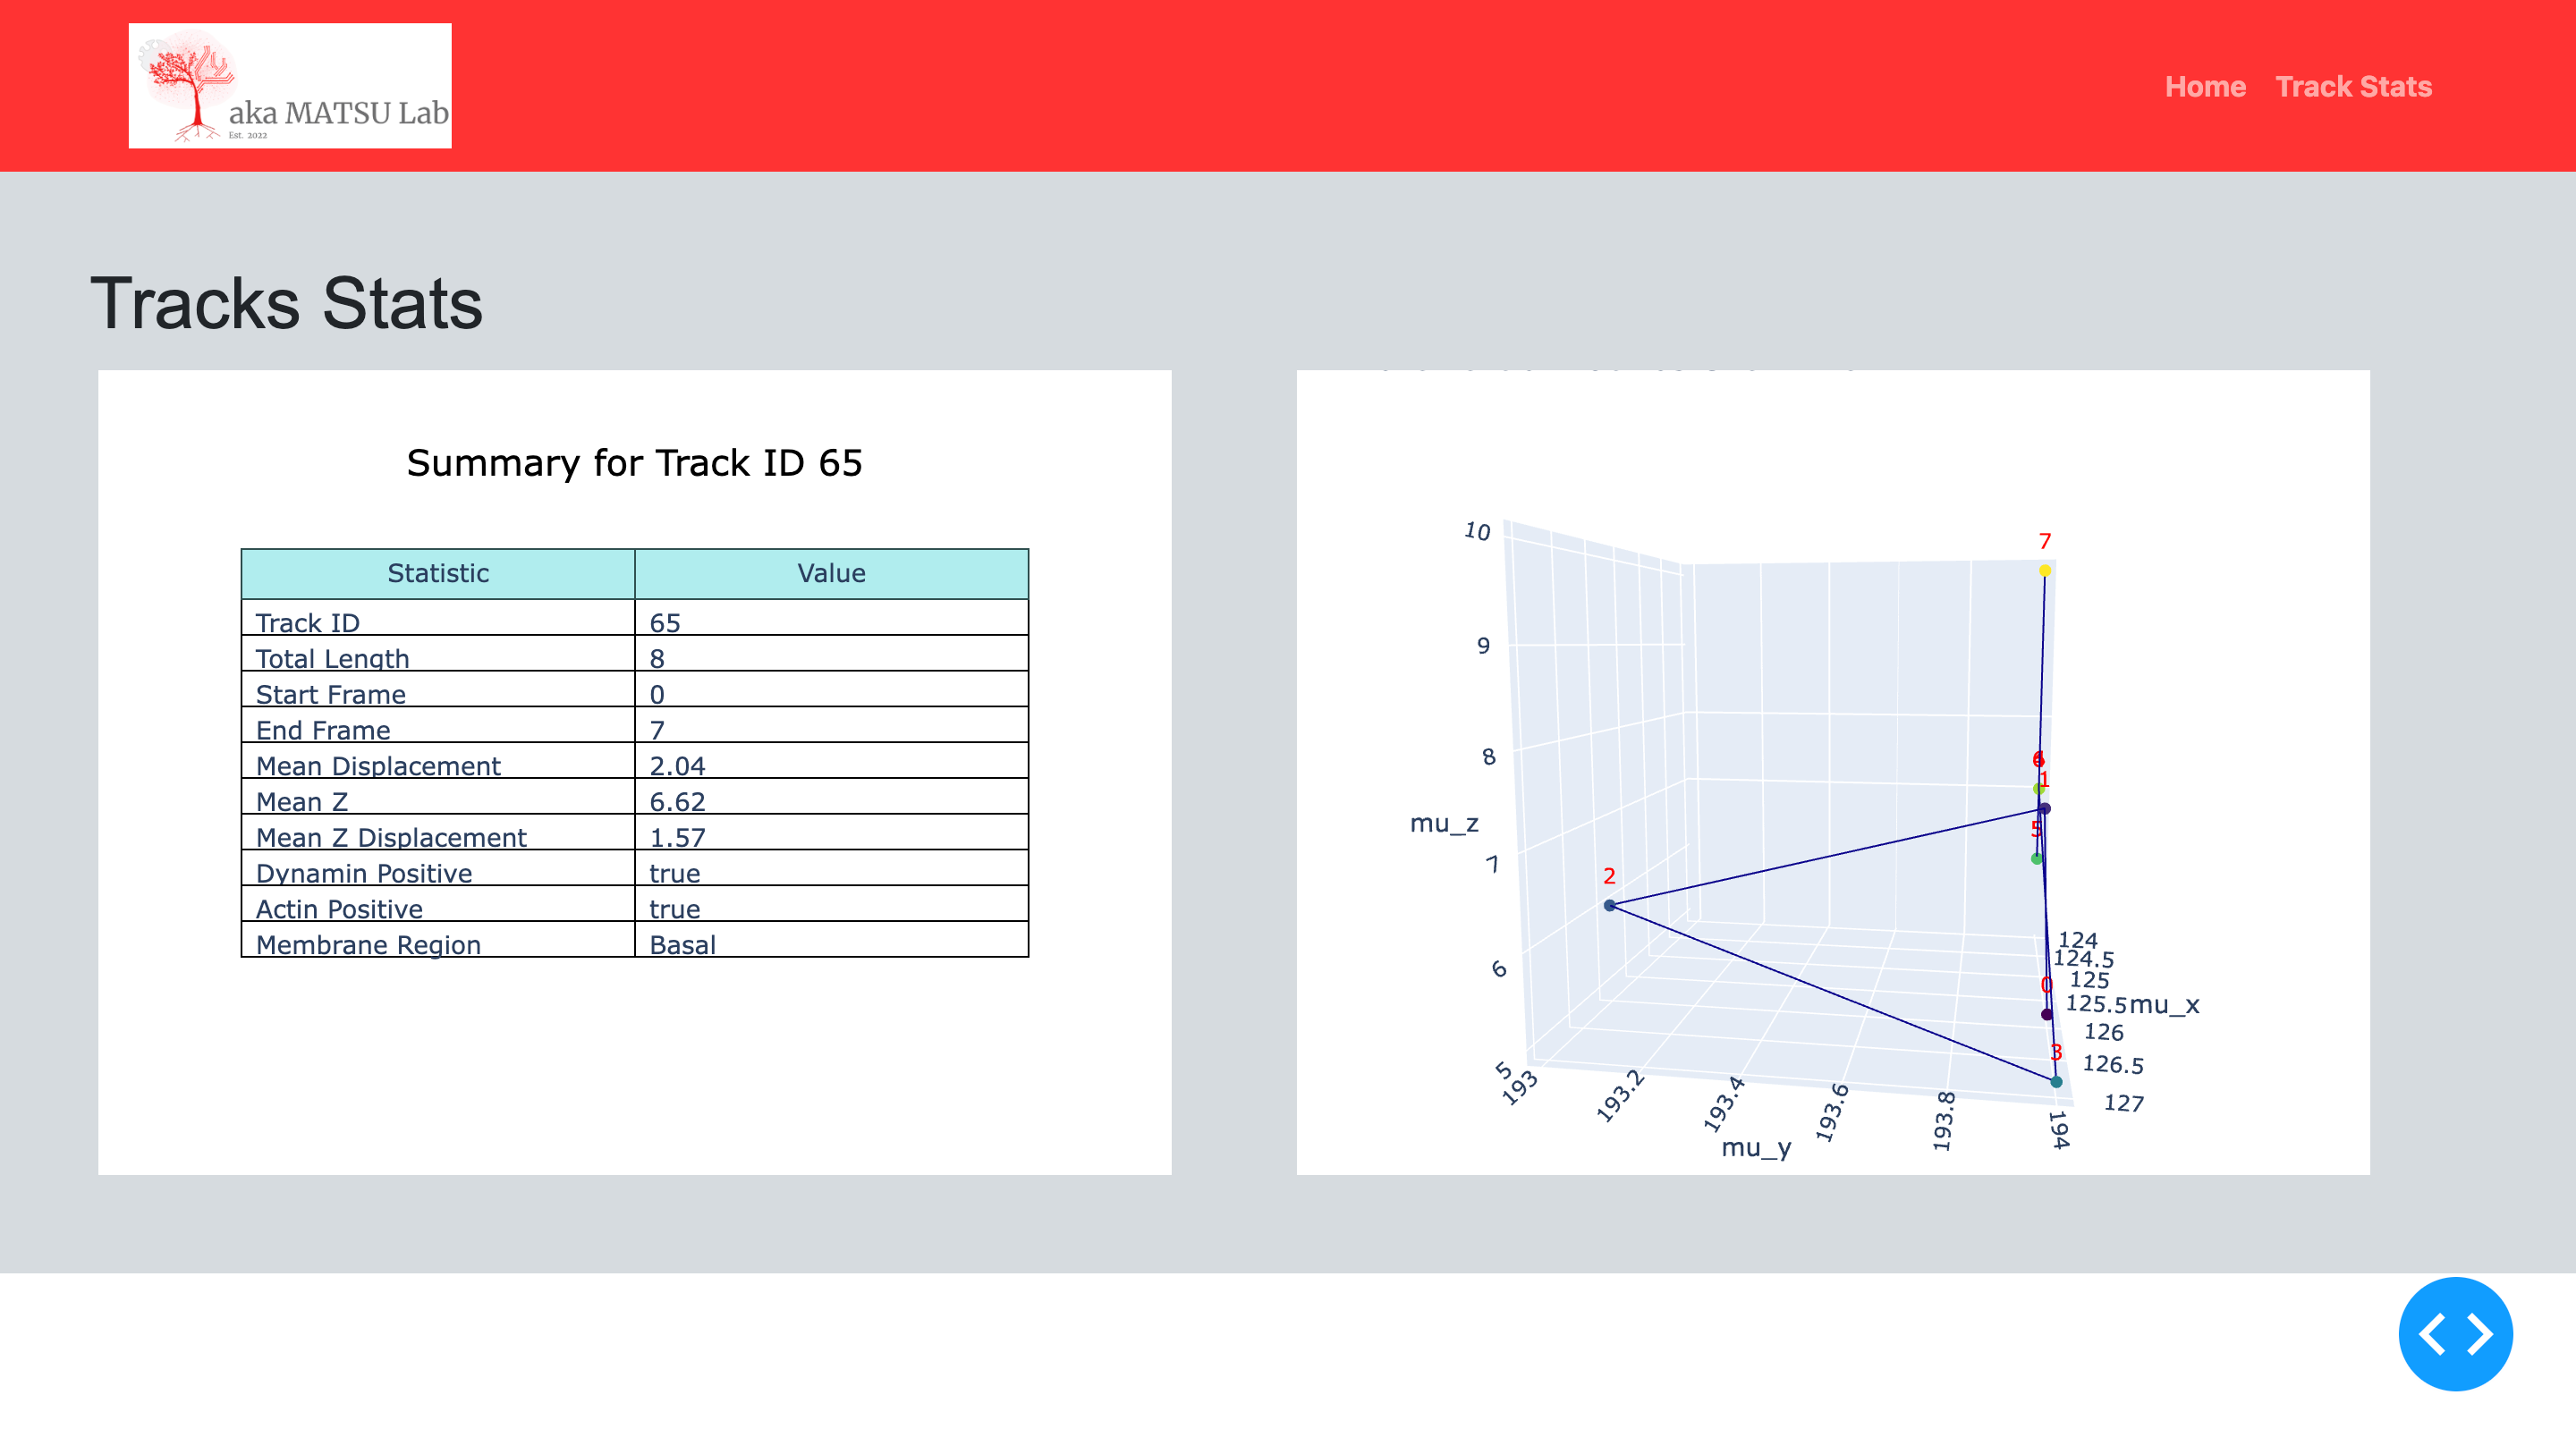 aka MATSU Lab
Est. 2022
Home Track Stats
Tracks Stats
Summary for Track ID 65
Statistic Value
Track ID 65
Total Length 8
Start Frame 0
End Frame 7
Mean Displacement 2.04
Mean Z 6.62
Mean Z Displacement 1.57
Dynamin Positive true
Actin Positive true
Membrane Region Basal
10
9
8
7
6
5
mu_z
193
193.2
193.4
193.6
193.8
194
mu_y
124
124.5
125
125.5
126
126.5
127
mu_x
7
6
1
5
2
0
3